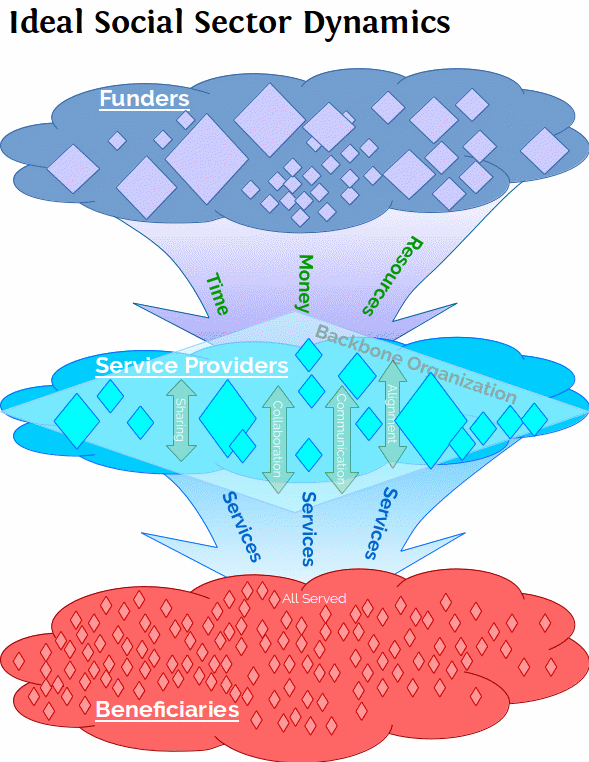 Ideal Social Sector Dynamics
Funders
Time
Money
Resources
Backbone Organization
Service Providers
Sharing
Collaboration
Communication
Alignment
Services
Services
Services
All Served
Beneficiaries